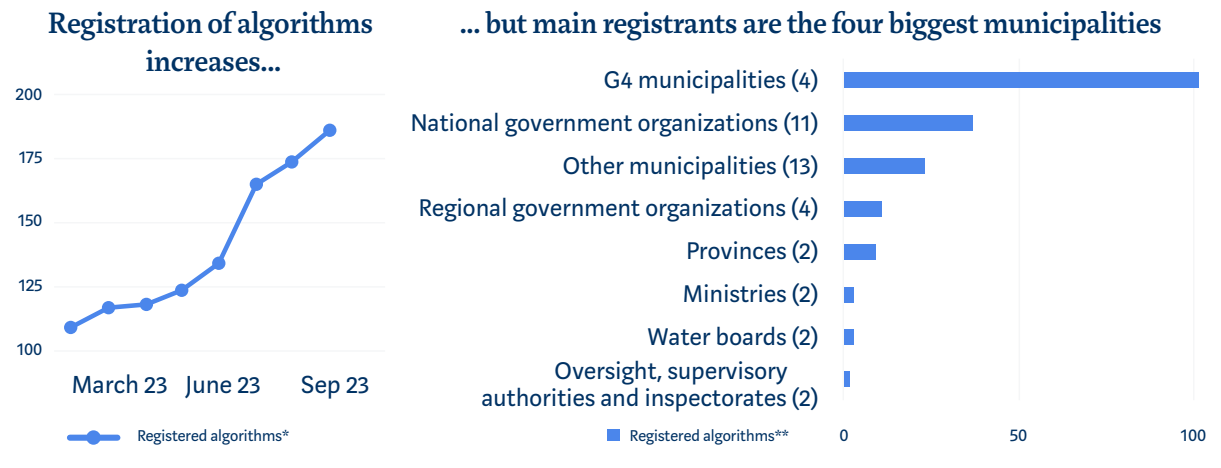 Registration of algorithms
increases...
200
175
150
125
100
March 23 June 23 Sep 23
Registered algorithms*
... but main registrants are the four biggest municipalities
G4 municipalities (4)
National government organizations (11)
Other municipalities (13)
Regional government organizations (4)
Provinces (2)
Ministries (2)
Water boards (2)
Oversight, supervisory
authorities and inspectorates (2)
Registered algorithms**
0 50 100